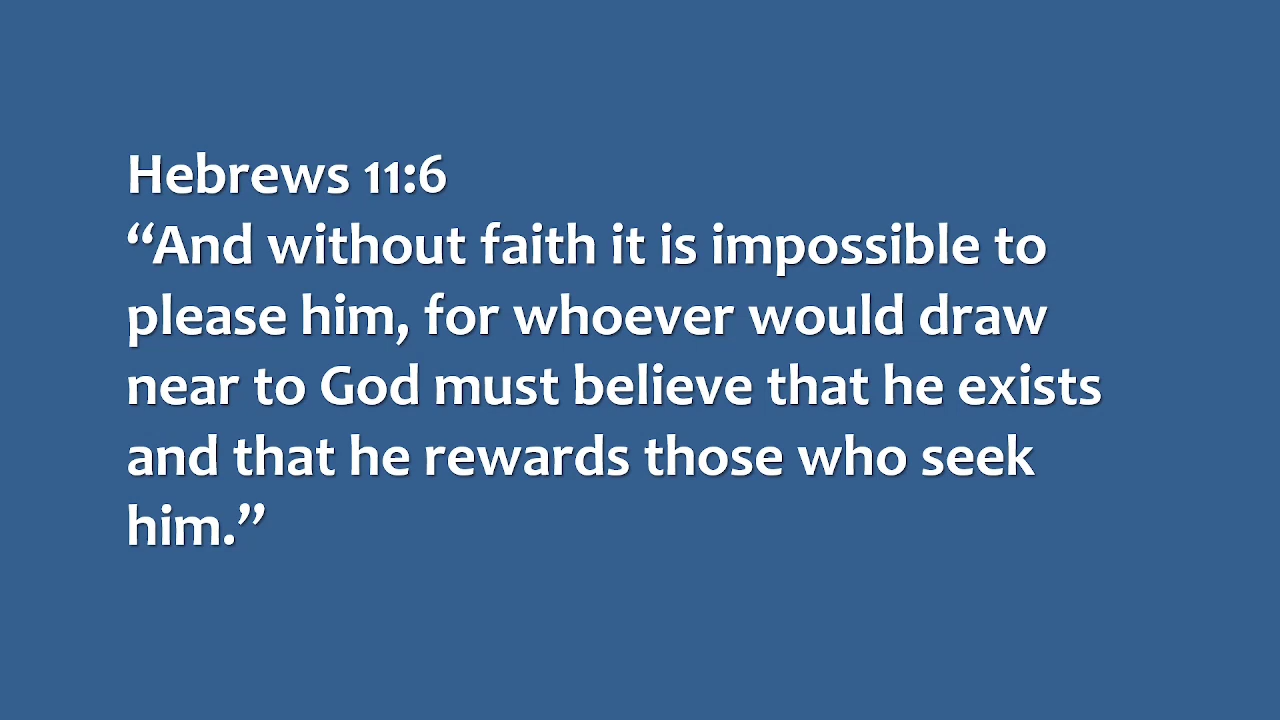 Hebrews 11:6
“And without faith it is impossible to
please him, for whoever would draw
near to God must believe that he exists
and that he rewards those who seek
him.”